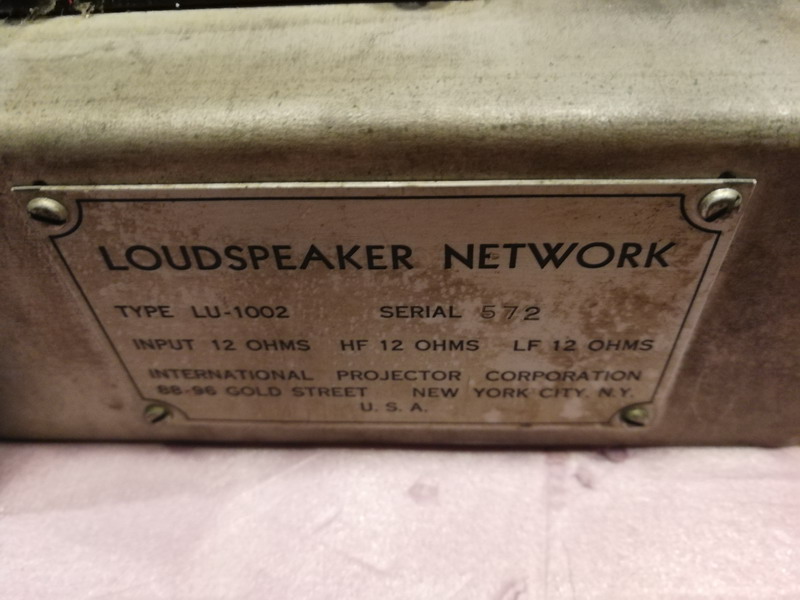 LOUDSPEAKER NETWORK
TYPE LU-1002 SERIAL 572
INPUT 12 OHMS HF 12 OHMS LF 12 OHMS
INTERNATIONAL PROJECTOR CORPORATION
88-96 GOLD STREET NEW YORK CITY, N.Y.
U. S. A.